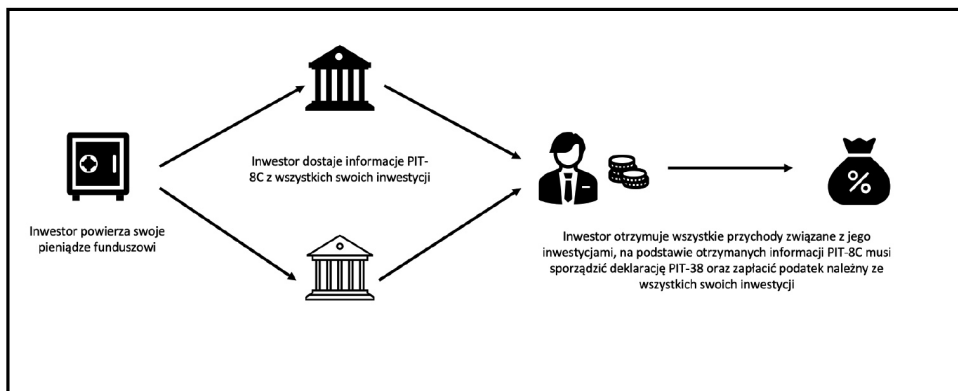 Inwestor dostaje informacje PIT-
8C z wszystkich swoich inwestycji
Inwestor powierza swoje
pieniądze funduszowi
Inwestor otrzymuje wszystkie przychody związane z jego
inwestycjami, na podstawie otrzymanych informacji PIT-8C musi
sporządzić deklarację PIT-38 oraz zapłacić podatek należny ze
wszystkich swoich inwestycji
%